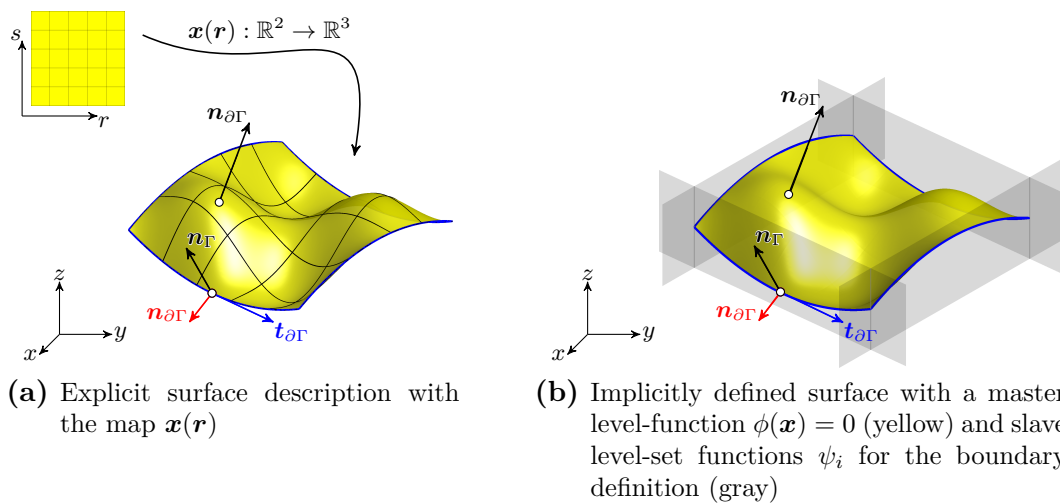 x(r) : ℝ² → ℝ³
s
r
n∂Γ
nΓ
n∂Γ
t∂Γ
z
y
x
(a) Explicit surface description with
the map x(r)
n∂Γ
nΓ
n∂Γ
t∂Γ
z
y
x
(b) Implicitly defined surface with a master
level-function ϕ(x) = 0 (yellow) and slave
level-set functions ψᵢ for the boundary
definition (gray)